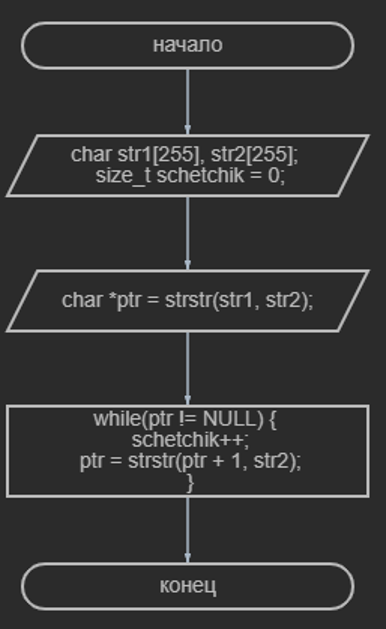 начало
char str1[255], str2[255];
size_t schetchik = 0;
char *ptr = strstr(str1, str2);
while(ptr != NULL) {
schetchik++;
ptr = strstr(ptr + 1, str2);
}
конец